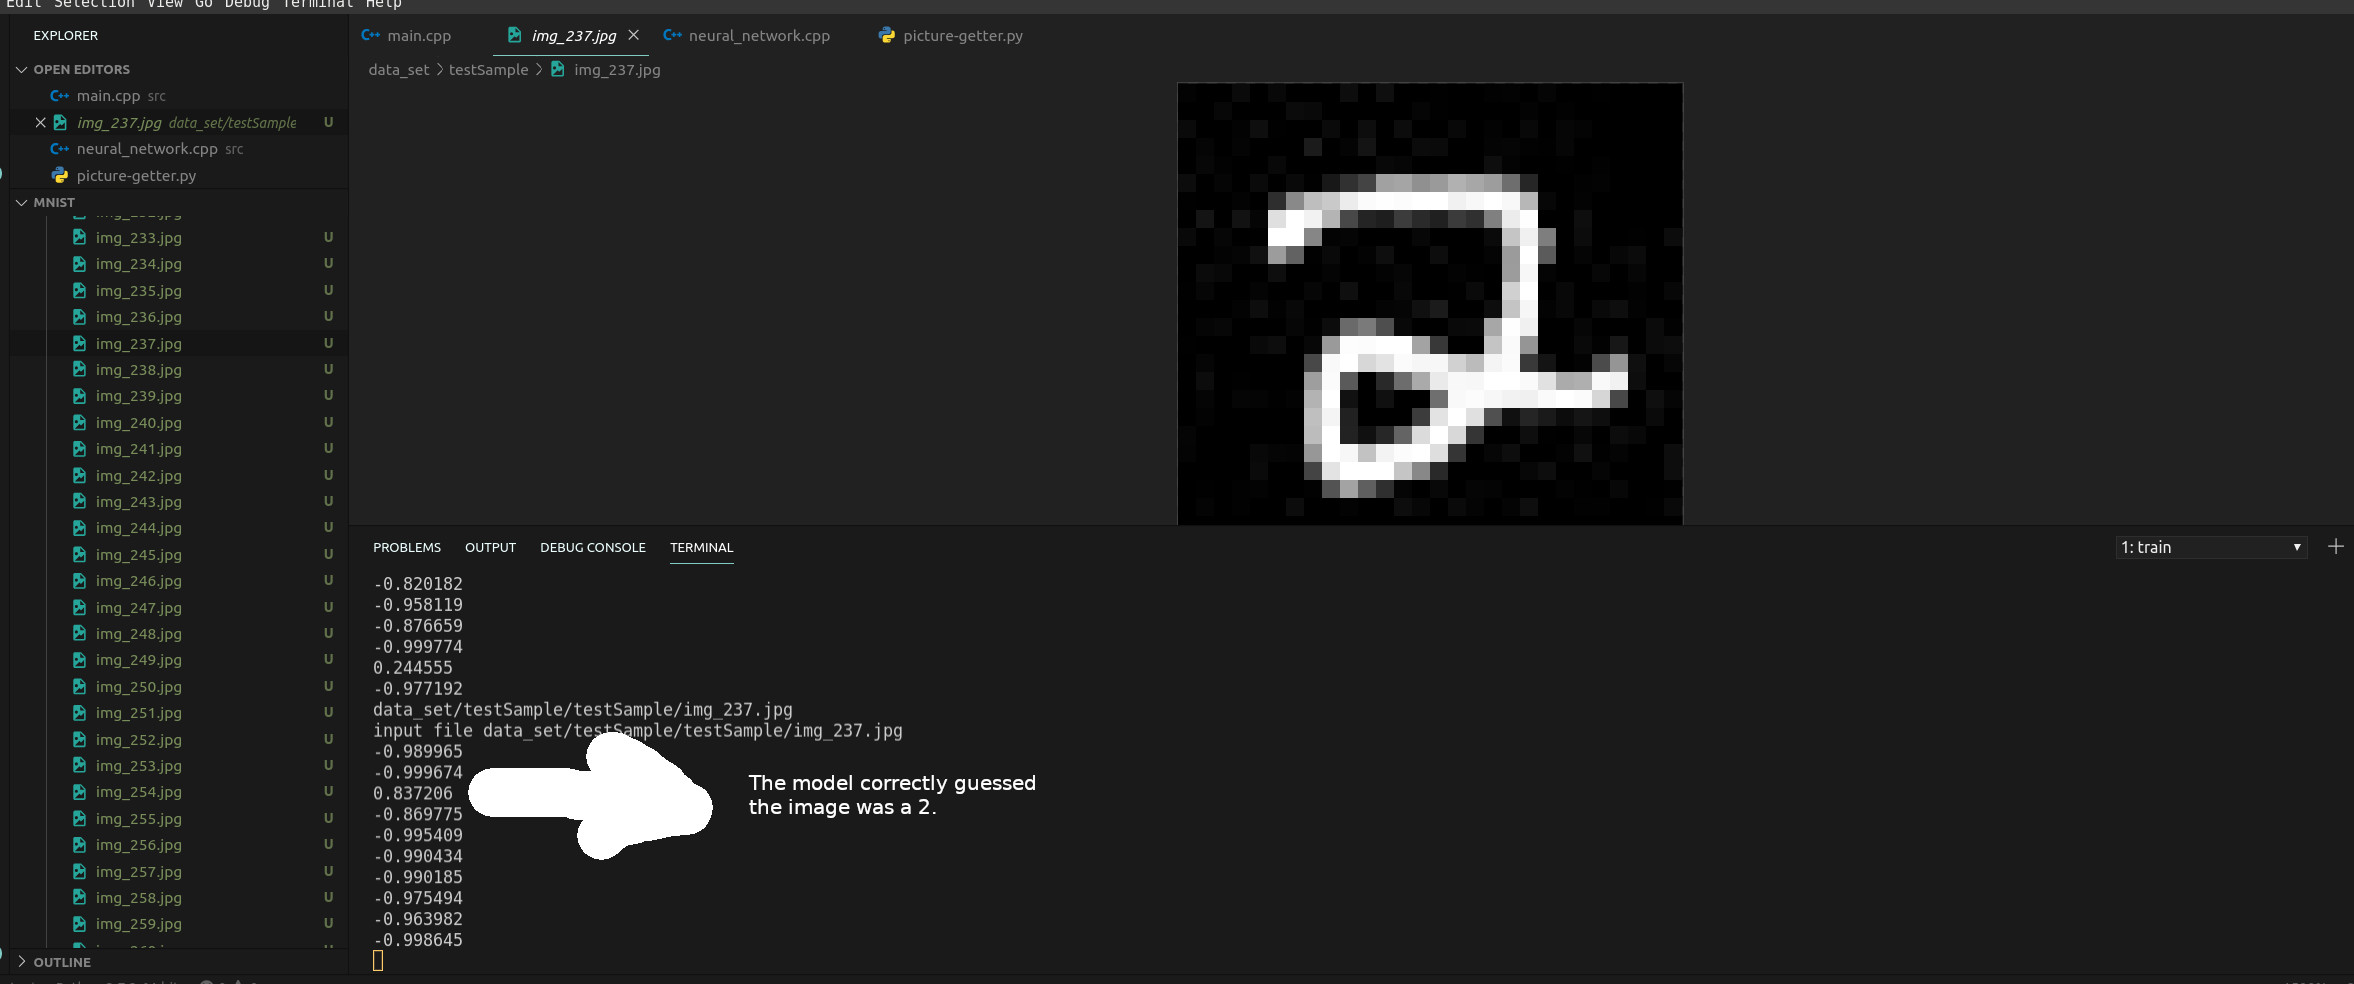 Edit Selection View Go Debug Terminal Help
EXPLORER
OPEN EDITORS
main.cpp src
img_237.jpg data_set/testSample U
neural_network.cpp src
picture-getter.py
MNIST
img_233.jpg U
img_234.jpg U
img_235.jpg U
img_236.jpg U
img_237.jpg U
img_238.jpg U
img_239.jpg U
img_240.jpg U
img_241.jpg U
img_242.jpg U
img_243.jpg U
img_244.jpg U
img_245.jpg U
img_246.jpg U
img_247.jpg U
img_248.jpg U
img_249.jpg U
img_250.jpg U
img_251.jpg U
img_252.jpg U
img_253.jpg U
img_254.jpg U
img_255.jpg U
img_256.jpg U
img_257.jpg U
img_258.jpg U
img_259.jpg U
OUTLINE
main.cpp img_237.jpg neural_network.cpp picture-getter.py
data_set > testSample > img_237.jpg
2
PROBLEMS OUTPUT DEBUG CONSOLE TERMINAL 1: train
-0.820182
-0.958119
-0.876659
-0.999774
0.244555
-0.977192
data_set/testSample/testSample/img_237.jpg
input file data_set/testSample/testSample/img_237.jpg
-0.989965
-0.999674
0.837206
-0.869775
-0.995409
-0.990434
-0.990185
-0.975494
-0.963982
-0.998645
The model correctly guessed
the image was a 2.